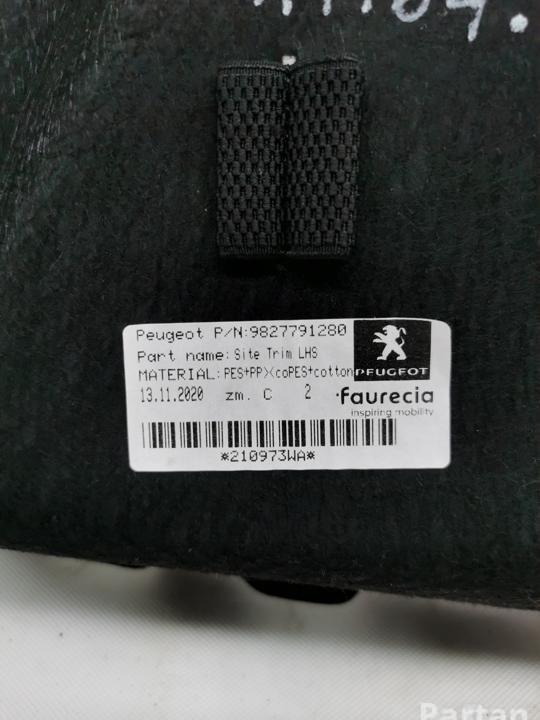 Peugeot P/N:9827791280
Part name: Site Trim LHS
MATERIAL: PES+PP)(coPES+cotton
PEUGEOT
13.11.2020 zm. C 2
faurecia
inspiring mobility
*210973WA*
Partan